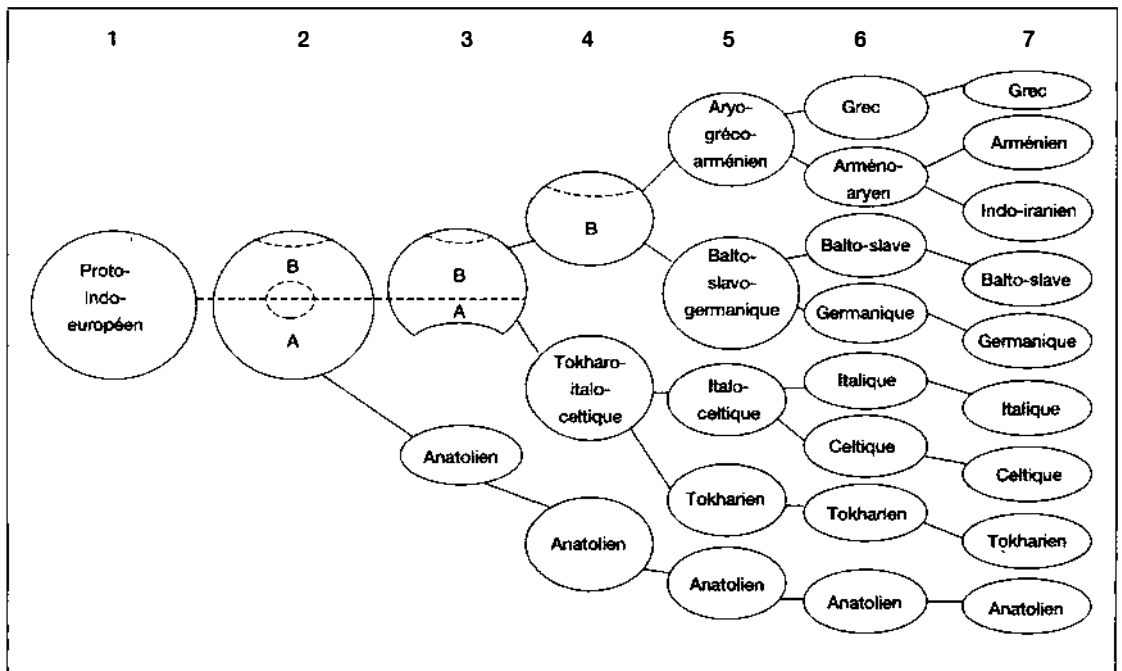 1 2 3 4 5 6 7
Proto-
Indo-
européen
B
A
B
A
Anatolien
B
Tokharo-
italo-
celtique
Anatolien
Aryo-
gréco-
arménien
Balto-
slavo-
germanique
Italo-
celtique
Tokharien
Anatolien
Grec
Arméno-
aryen
Balto-slave
Germanique
Italique
Celtique
Tokharien
Anatolien
Grec
Arménien
Indo-iranien
Balto-slave
Germanique
Italique
Celtique
Tokharien
Anatolien